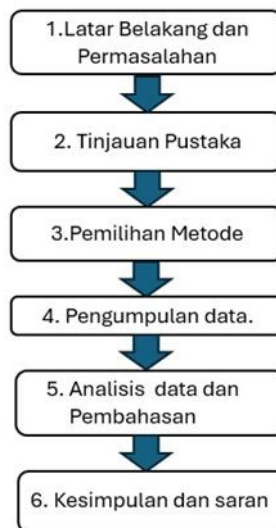 1.Latar Belakang dan
Permasalahan
2. Tinjauan Pustaka
3.Pemilihan Metode
4. Pengumpulan data.
5. Analisis data dan
Pembahasan
6. Kesimpulan dan saran